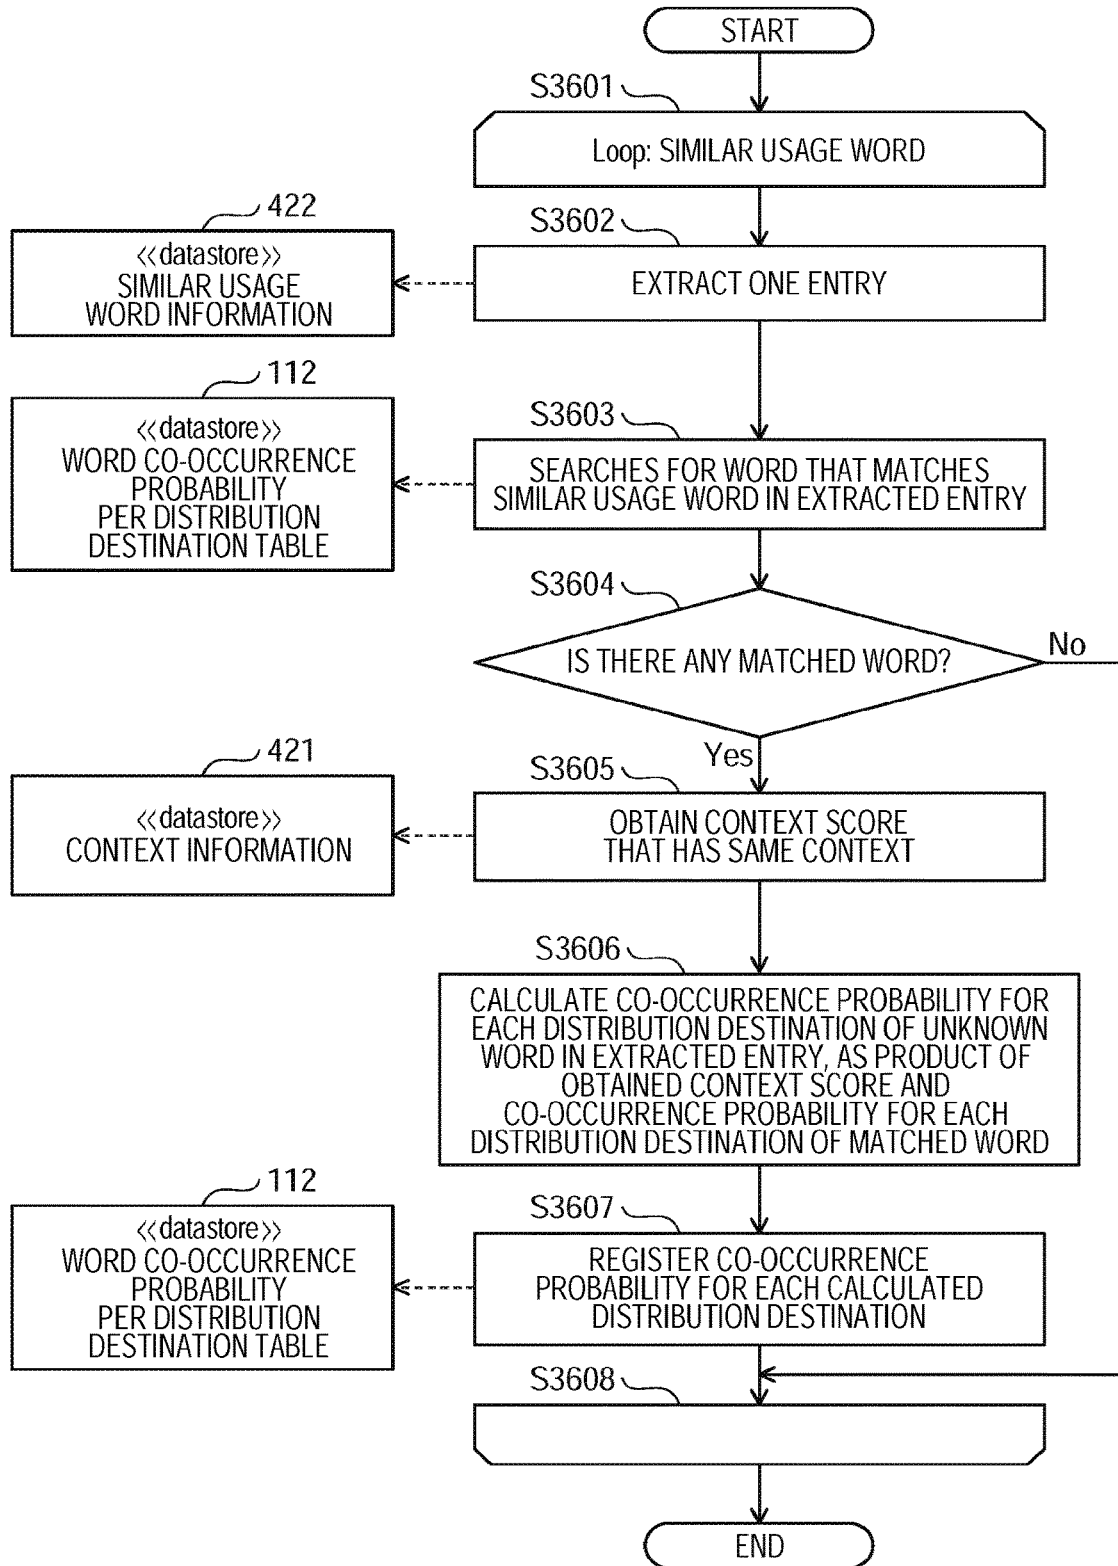 START
S3601
Loop: SIMILAR USAGE WORD
422
<<datastore>>
SIMILAR USAGE
WORD INFORMATION
S3602
EXTRACT ONE ENTRY
112
<<datastore>>
WORD CO-OCCURRENCE
PROBABILITY
PER DISTRIBUTION
DESTINATION TABLE
S3603
SEARCHES FOR WORD THAT MATCHES
SIMILAR USAGE WORD IN EXTRACTED ENTRY
S3604
IS THERE ANY MATCHED WORD?
No
Yes
421
<<datastore>>
CONTEXT INFORMATION
S3605
OBTAIN CONTEXT SCORE
THAT HAS SAME CONTEXT
S3606
CALCULATE CO-OCCURRENCE PROBABILITY FOR
EACH DISTRIBUTION DESTINATION OF UNKNOWN
WORD IN EXTRACTED ENTRY, AS PRODUCT OF
OBTAINED CONTEXT SCORE AND
CO-OCCURRENCE PROBABILITY FOR EACH
DISTRIBUTION DESTINATION OF MATCHED WORD
112
<<datastore>>
WORD CO-OCCURRENCE
PROBABILITY
PER DISTRIBUTION
DESTINATION TABLE
S3607
REGISTER CO-OCCURRENCE
PROBABILITY FOR EACH CALCULATED
DISTRIBUTION DESTINATION
S3608
END